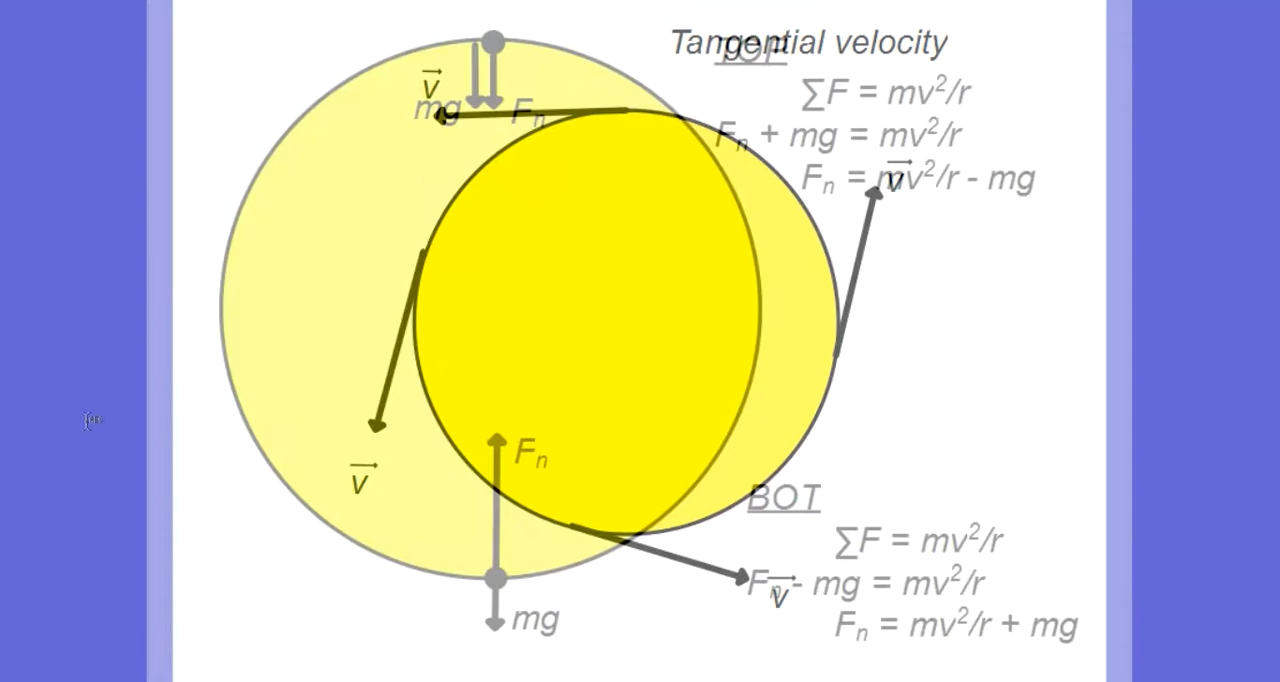 Tangential velocity
TOP
v
∑F = mv²/r
mg
Fₙ
Fₙ + mg = mv²/r
v
Fₙ = mv²/r - mg
Fₙ
v
BOT
∑F = mv²/r
Fₙ - mg = mv²/r
v
mg
Fₙ = mv²/r + mg